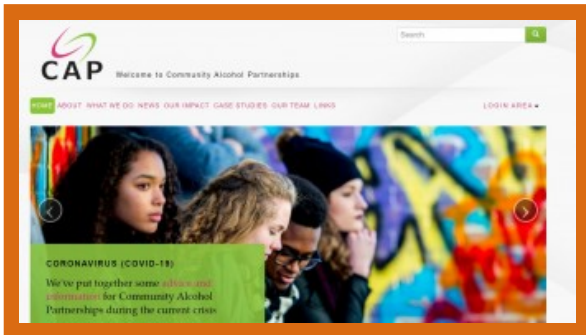 Search
CAP
Welcome to Community Alcohol Partnerships
HOME ABOUT WHAT WE DO NEWS OUR IMPACT CASE STUDIES OUR TEAM LINKS
LOGIN AREA
CORONAVIRUS (COVID-19)
We've put together some advice and
information for Community Alcohol
Partnerships during the current crisis